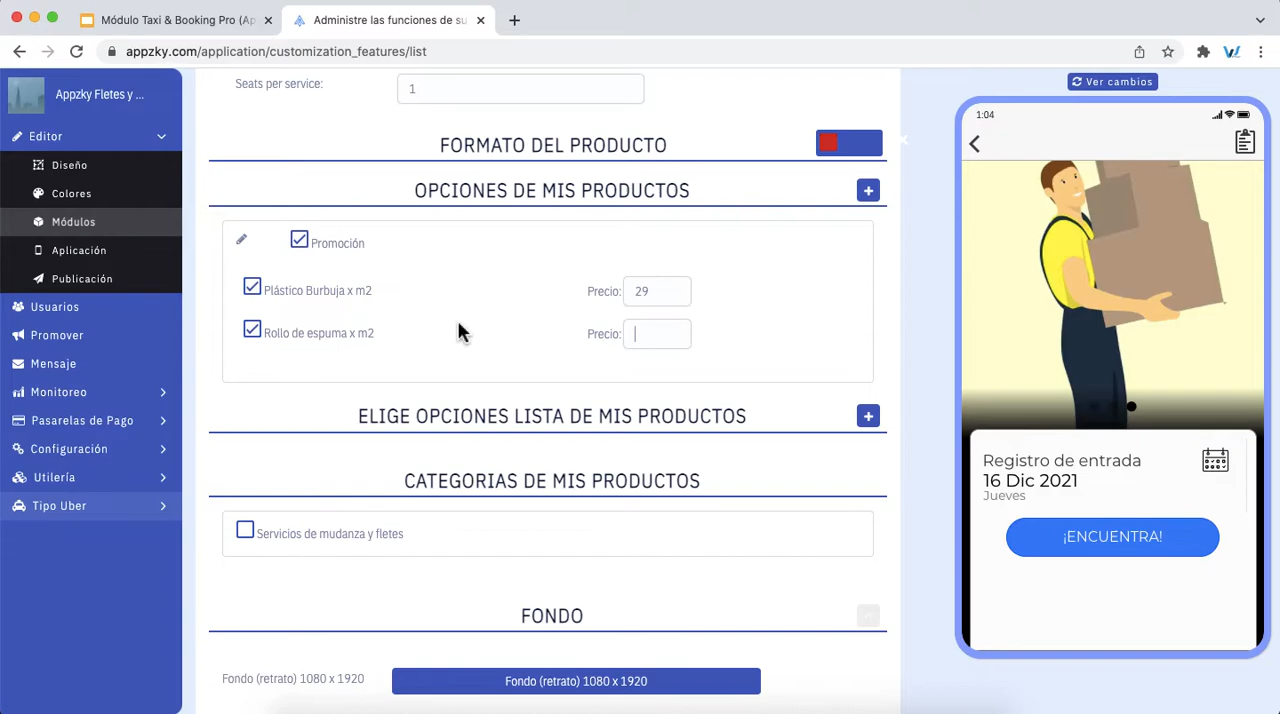 Módulo Taxi & Booking Pro (Ap
Administre las funciones de su
appzky.com/application/customization_features/list
Appzky Fletes y ...
Editor
Diseño
Colores
Módulos
Aplicación
Publicación
Usuarios
Promover
Mensaje
Monitoreo
Pasarelas de Pago
Configuración
Utilería
Tipo Uber
Seats per service: 1
FORMATO DEL PRODUCTO
OPCIONES DE MIS PRODUCTOS
Promoción
Plástico Burbuja x m2 Precio: 29
Rollo de espuma x m2 Precio:
ELIGE OPCIONES LISTA DE MIS PRODUCTOS
CATEGORIAS DE MIS PRODUCTOS
Servicios de mudanza y fletes
FONDO
Fondo (retrato) 1080 x 1920 Fondo (retrato) 1080 x 1920
Ver cambios
1:04
Registro de entrada
16 Dic 2021
Jueves
¡ENCUENTRA!